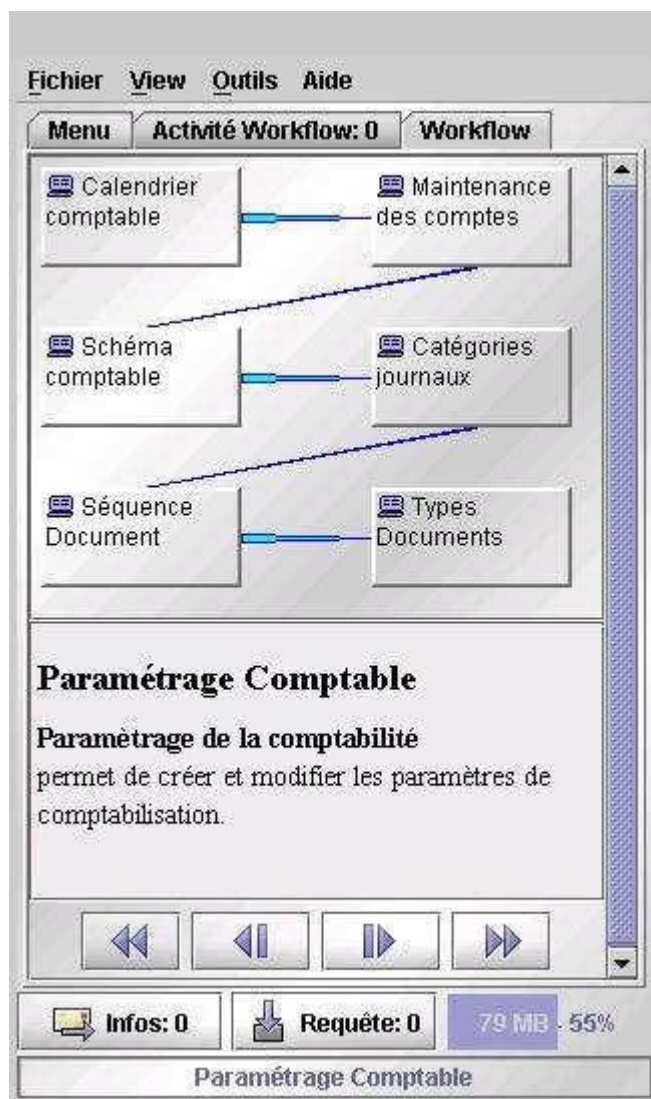 Fichier View Outils Aide
Menu Activité Workflow: 0 Workflow
Calendrier
comptable
Maintenance
des comptes
Schéma
comptable
Catégories
journaux
Séquence
Document
Types
Documents
Paramétrage Comptable
Paramètrage de la comptabilité
permet de créer et modifier les paramètres de
comptabilisation.
Infos: 0 Requête: 0 79 MB - 55%
Paramétrage Comptable